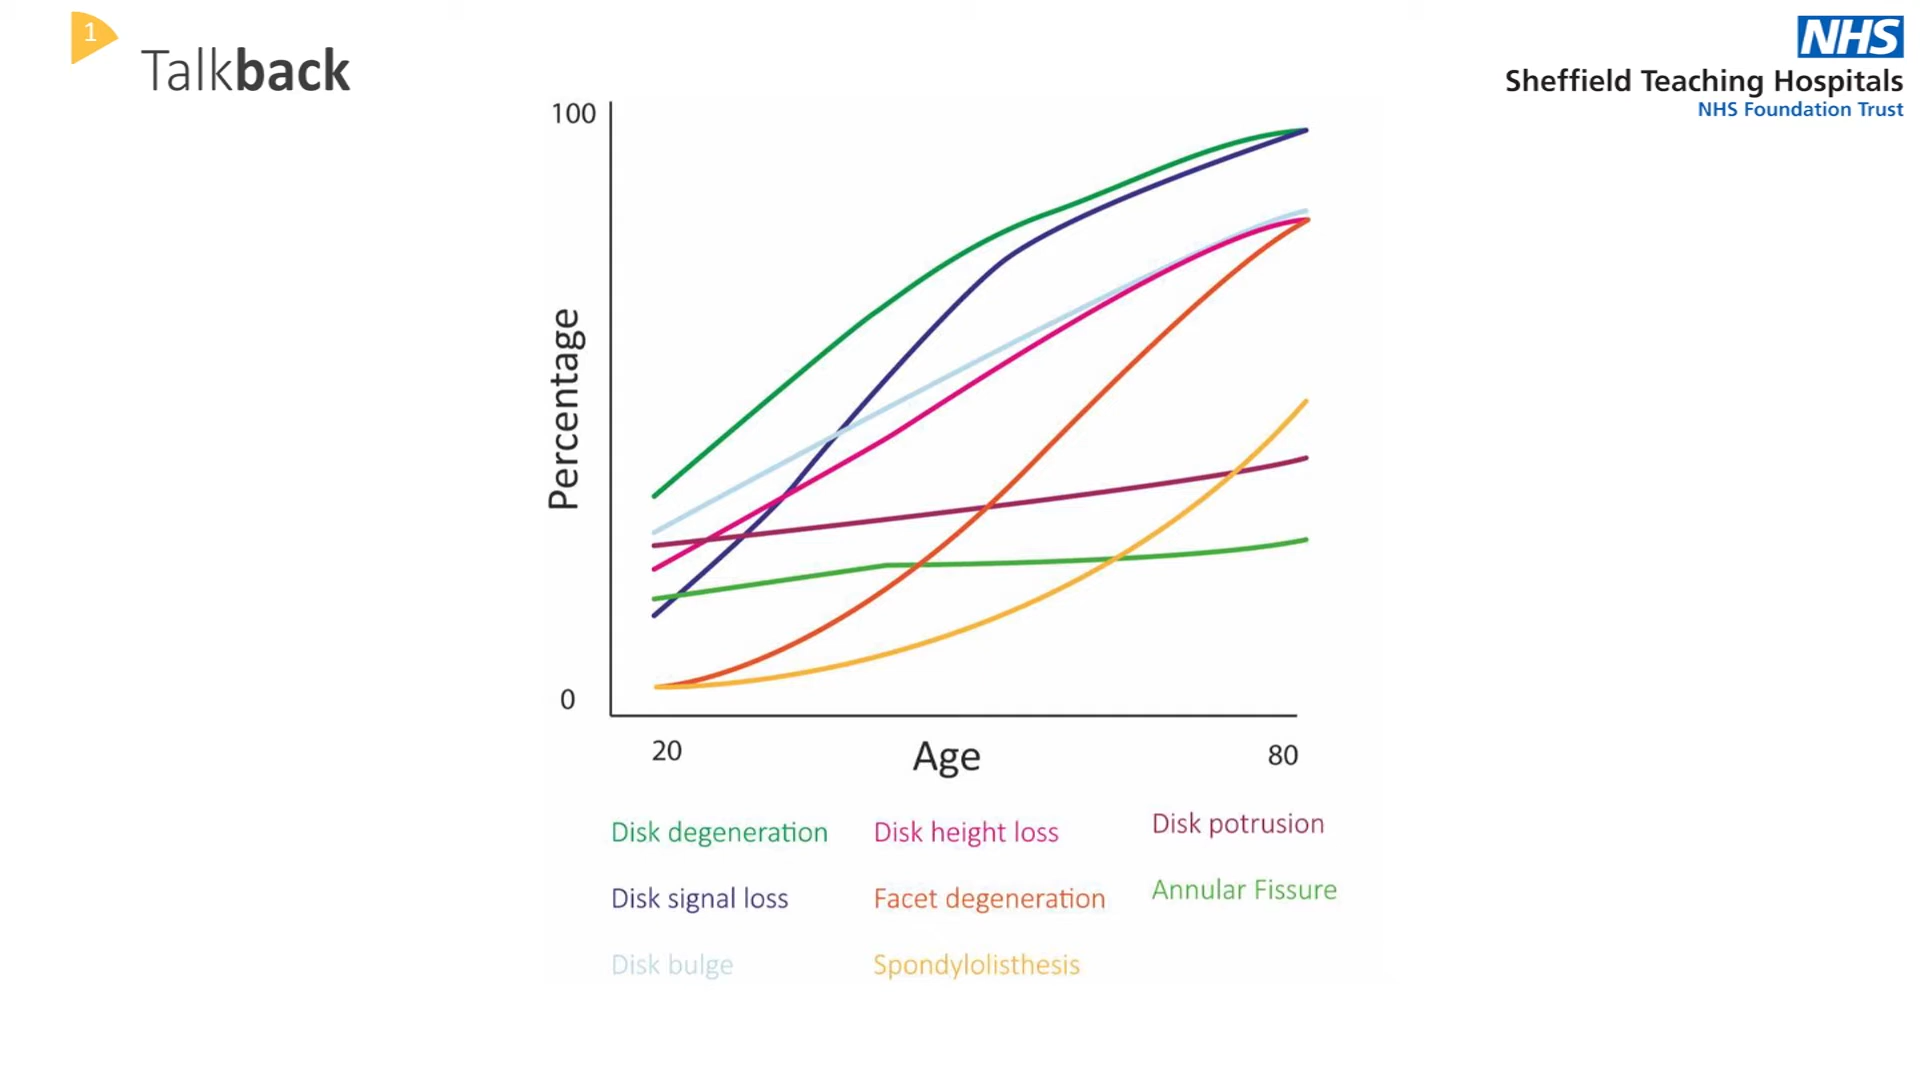 1
Talkback
NHS
Sheffield Teaching Hospitals
NHS Foundation Trust
100
Percentage
0
20
Age
80
Disk degeneration
Disk height loss
Disk potrusion
Disk signal loss
Facet degeneration
Annular Fissure
Disk bulge
Spondylolisthesis